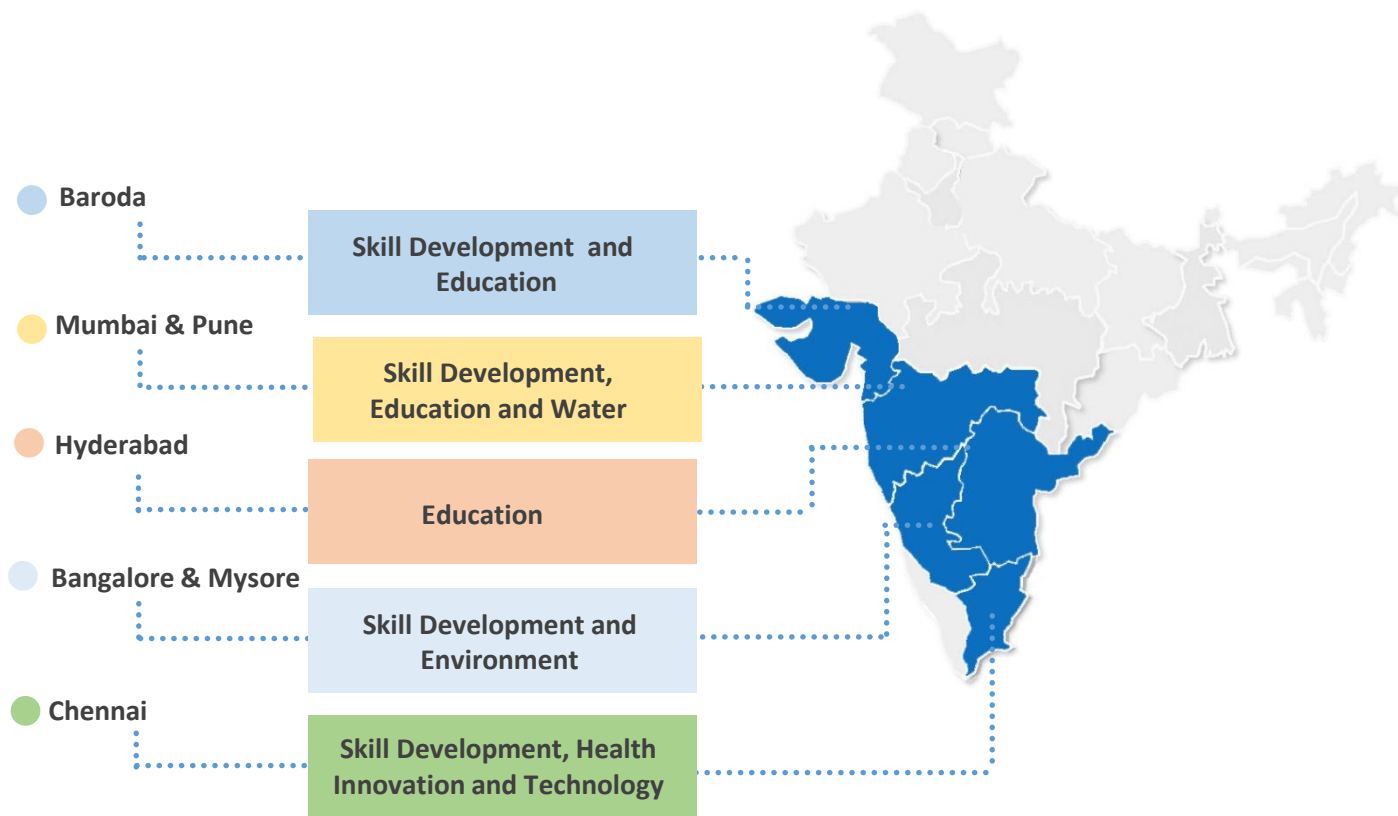 Baroda
Skill Development and
Education
Mumbai & Pune
Skill Development,
Education and Water
Hyderabad
Education
Bangalore & Mysore
Skill Development and
Environment
Chennai
Skill Development, Health
Innovation and Technology